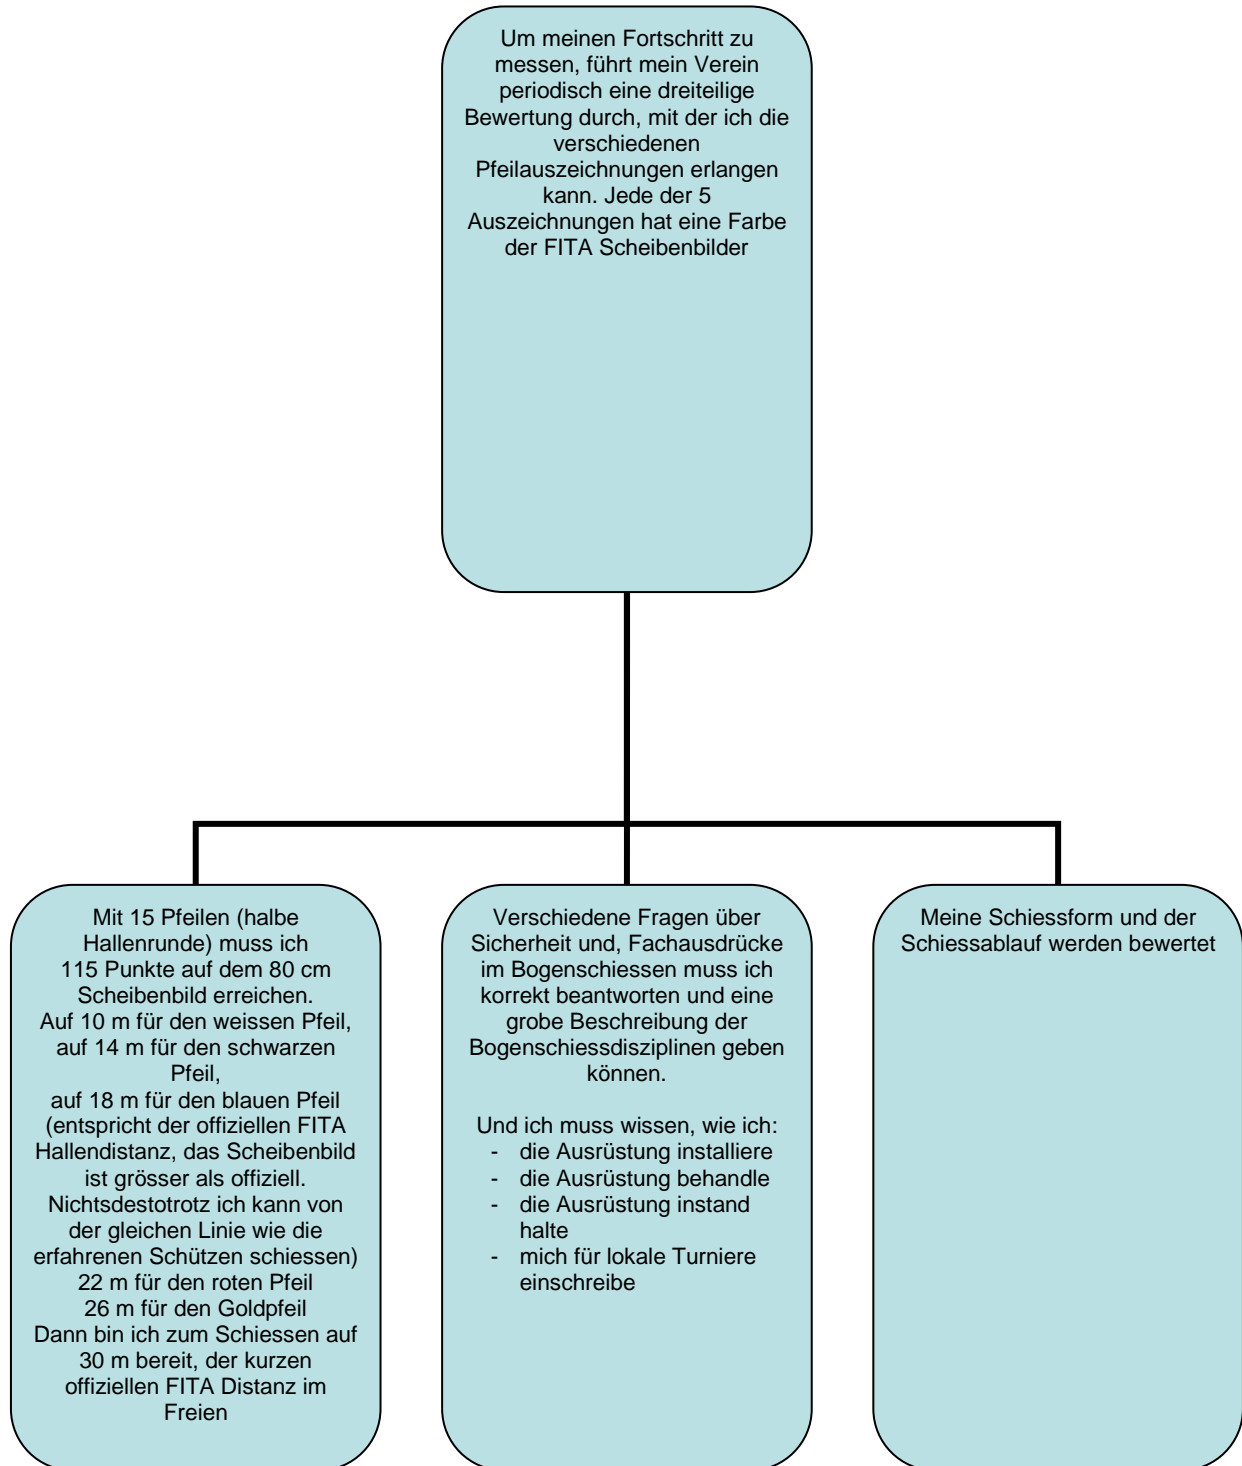 Um meinen Fortschritt zu
messen, führt mein Verein
periodisch eine dreiteilige
Bewertung durch, mit der ich die
verschiedenen
Pfeilauszeichnungen erlangen
kann. Jede der 5
Auszeichnungen hat eine Farbe
der FITA Scheibenbilder
Mit 15 Pfeilen (halbe
Hallenrunde) muss ich
115 Punkte auf dem 80 cm
Scheibenbild erreichen.
Auf 10 m für den weissen Pfeil,
auf 14 m für den schwarzen
Pfeil,
auf 18 m für den blauen Pfeil
(entspricht der offiziellen FITA
Hallendistanz, das Scheibenbild
ist grösser als offiziell.
Nichtsdestotrotz ich kann von
der gleichen Linie wie die
erfahrenen Schützen schiessen)
22 m für den roten Pfeil
26 m für den Goldpfeil
Dann bin ich zum Schiessen auf
30 m bereit, der kurzen
offiziellen FITA Distanz im
Freien
Verschiedene Fragen über
Sicherheit und, Fachausdrücke
im Bogenschiessen muss ich
korrekt beantworten und eine
grobe Beschreibung der
Bogenschiessdisziplinen geben
können.
Und ich muss wissen, wie ich:
- die Ausrüstung installiere
- die Ausrüstung behandle
- die Ausrüstung instand
halte
- mich für lokale Turniere
einschreibe
Meine Schiessform und der
Schiessablauf werden bewertet